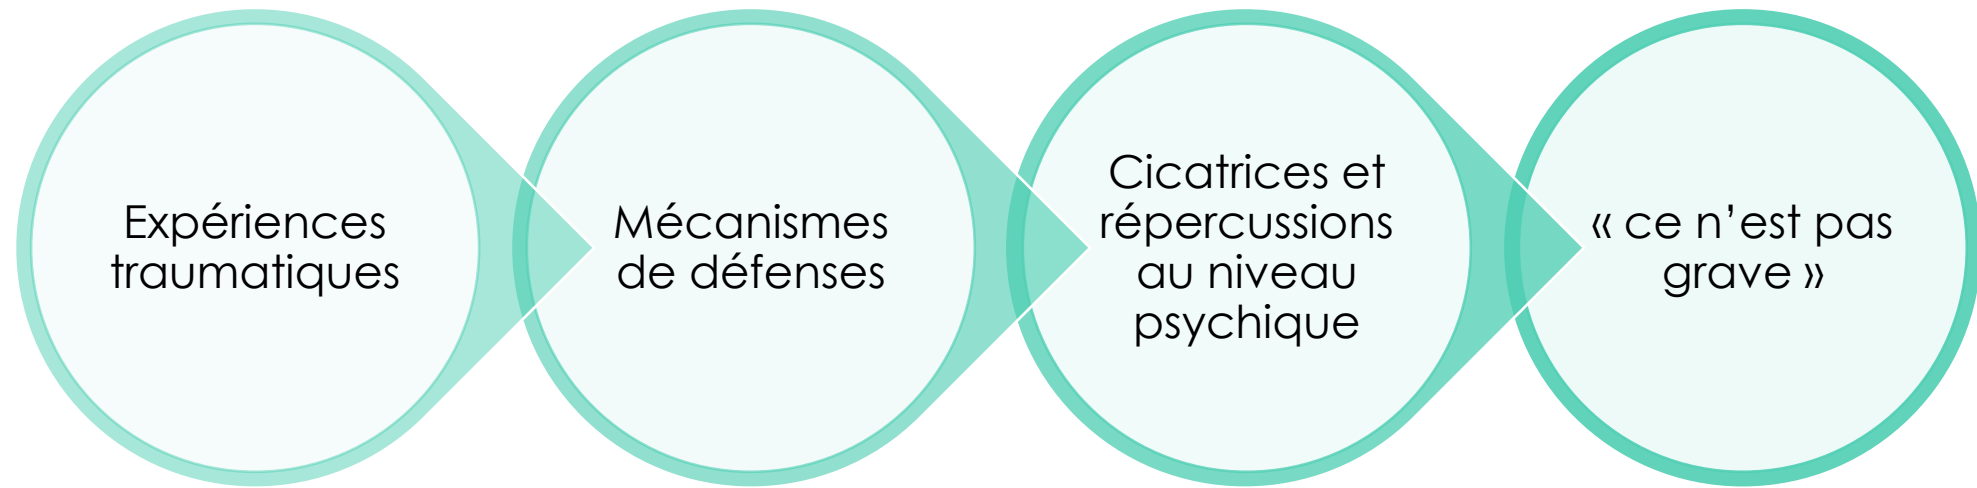 Expériences
traumatiques
Mécanismes
de défenses
Cicatrices et
répercussions
au niveau
psychique
« ce n’est pas
grave »